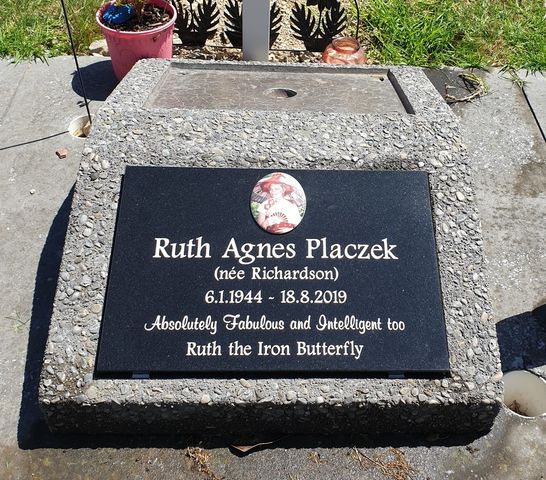 Ruth Agnes Placzek
(née Richardson)
6.1.1944 - 18.8.2019
Absolutely Fabulous and Intelligent too
Ruth the Iron Butterfly